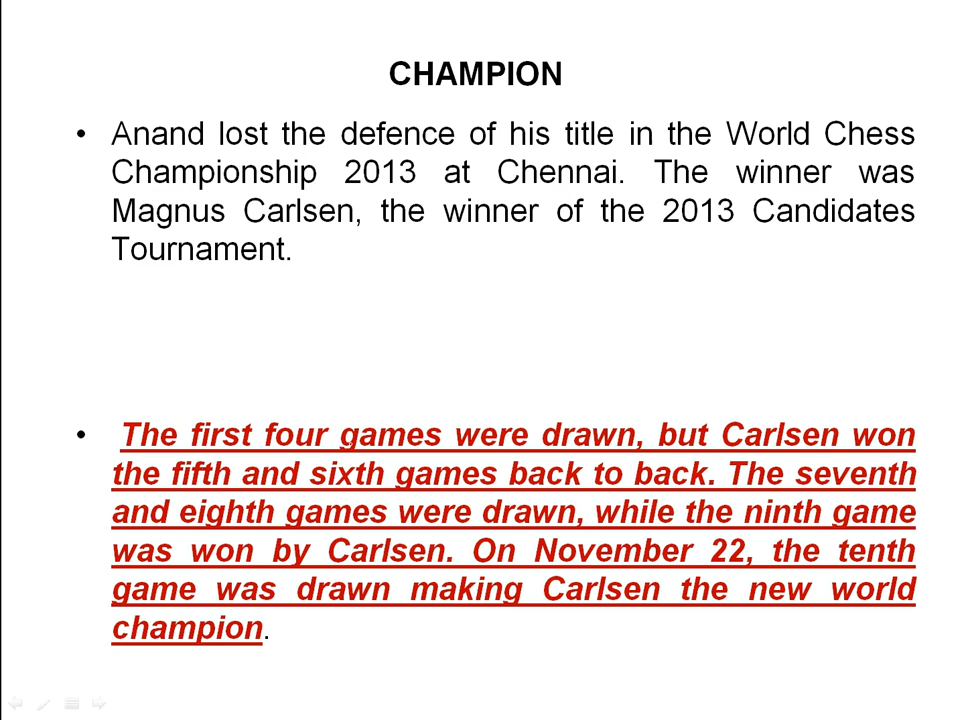 CHAMPION
• Anand lost the defence of his title in the World Chess
Championship 2013 at Chennai. The winner was
Magnus Carlsen, the winner of the 2013 Candidates
Tournament.
• The first four games were drawn, but Carlsen won
the fifth and sixth games back to back. The seventh
and eighth games were drawn, while the ninth game
was won by Carlsen. On November 22, the tenth
game was drawn making Carlsen the new world
champion.